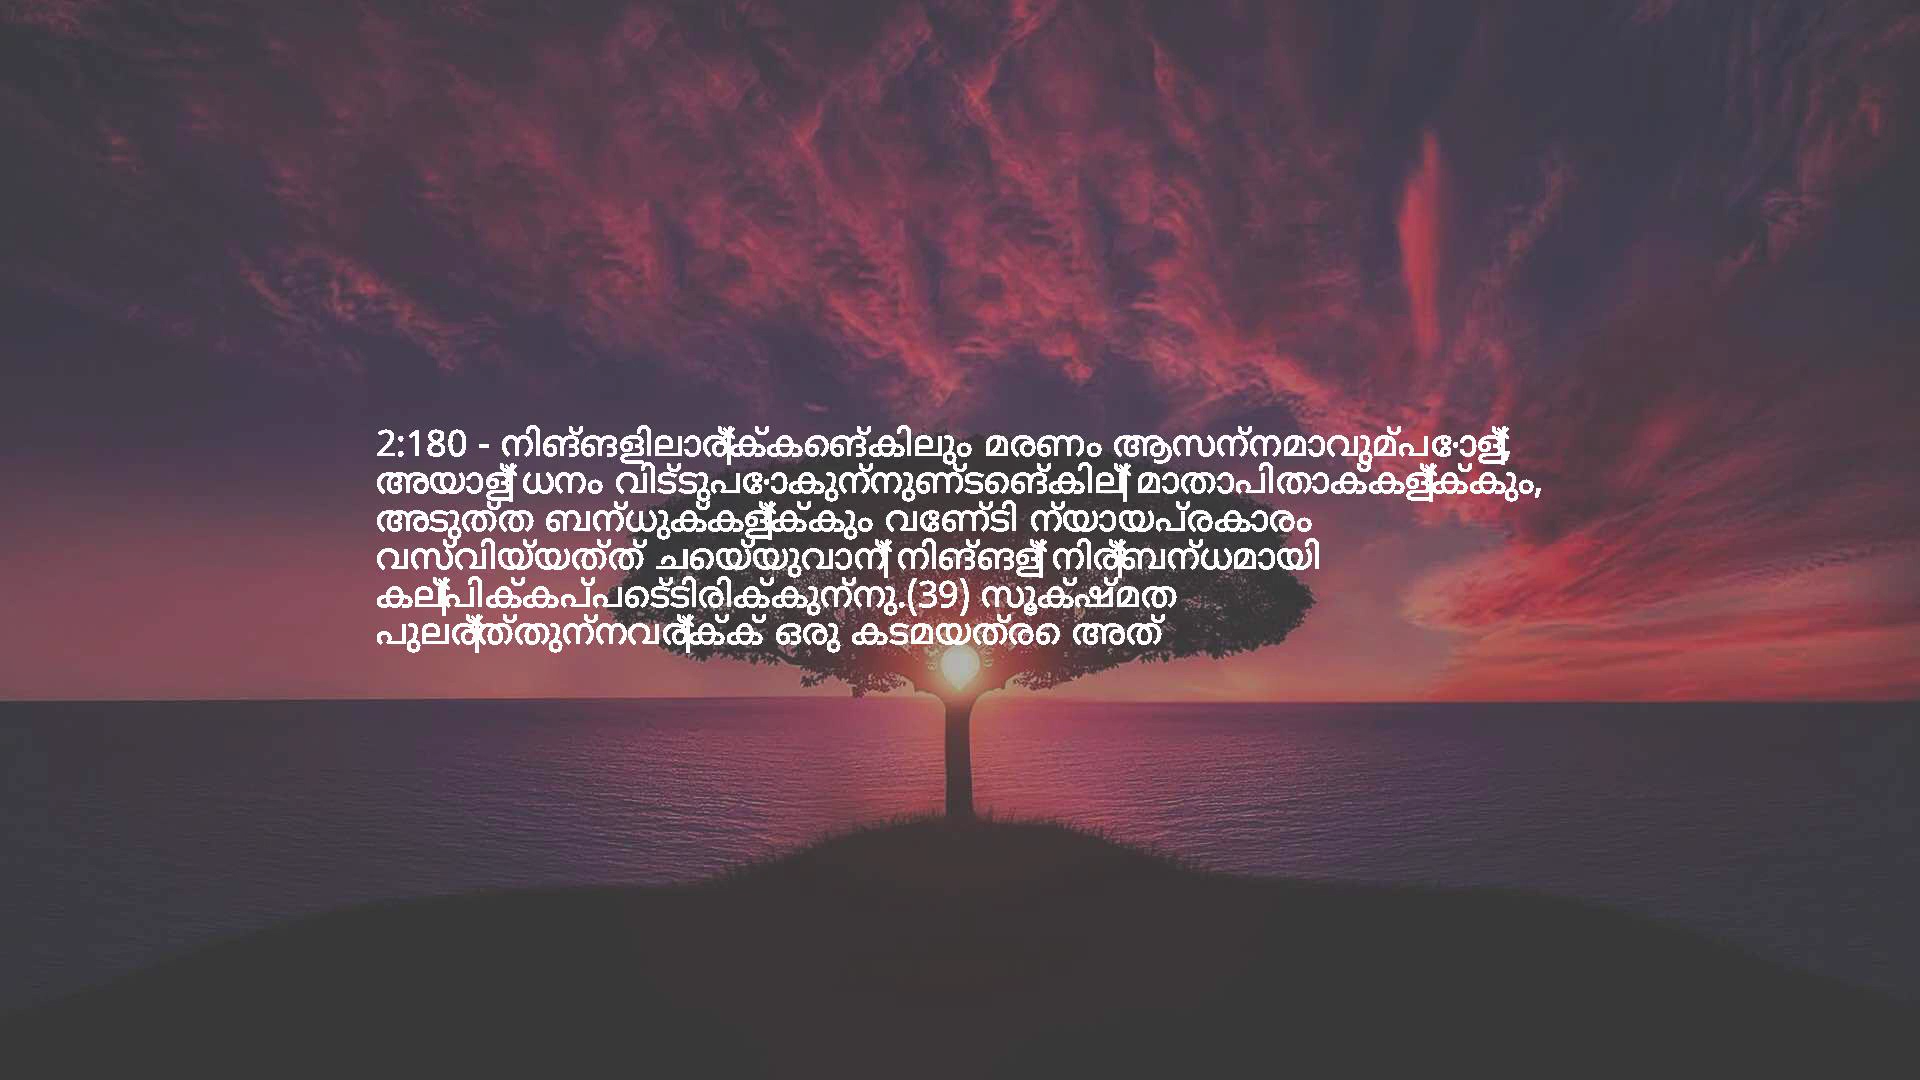 2:180 - നിങ്ങളിലാര്‍ക്കെങ്കിലും മരണം ആസന്നമാവുമ്പോള്‍,
അയാള്‍ ധനം വിട്ടുപോകുന്നുണ്ടെങ്കില്‍ മാതാപിതാക്കള്‍ക്കും,
അടുത്ത ബന്ധുക്കള്‍ക്കും വേണ്ടി ന്യായപ്രകാരം
വസ്വിയ്യത്ത് ചെയ്യുവാന്‍ നിങ്ങള്‍ നിര്‍ബന്ധമായി
കല്‍പിക്കപ്പെട്ടിരിക്കുന്നു.(39) സൂക്ഷ്മത
പുലര്‍ത്തുന്നവര്‍ക്ക് ഒരു കടമയത്രെ അത്